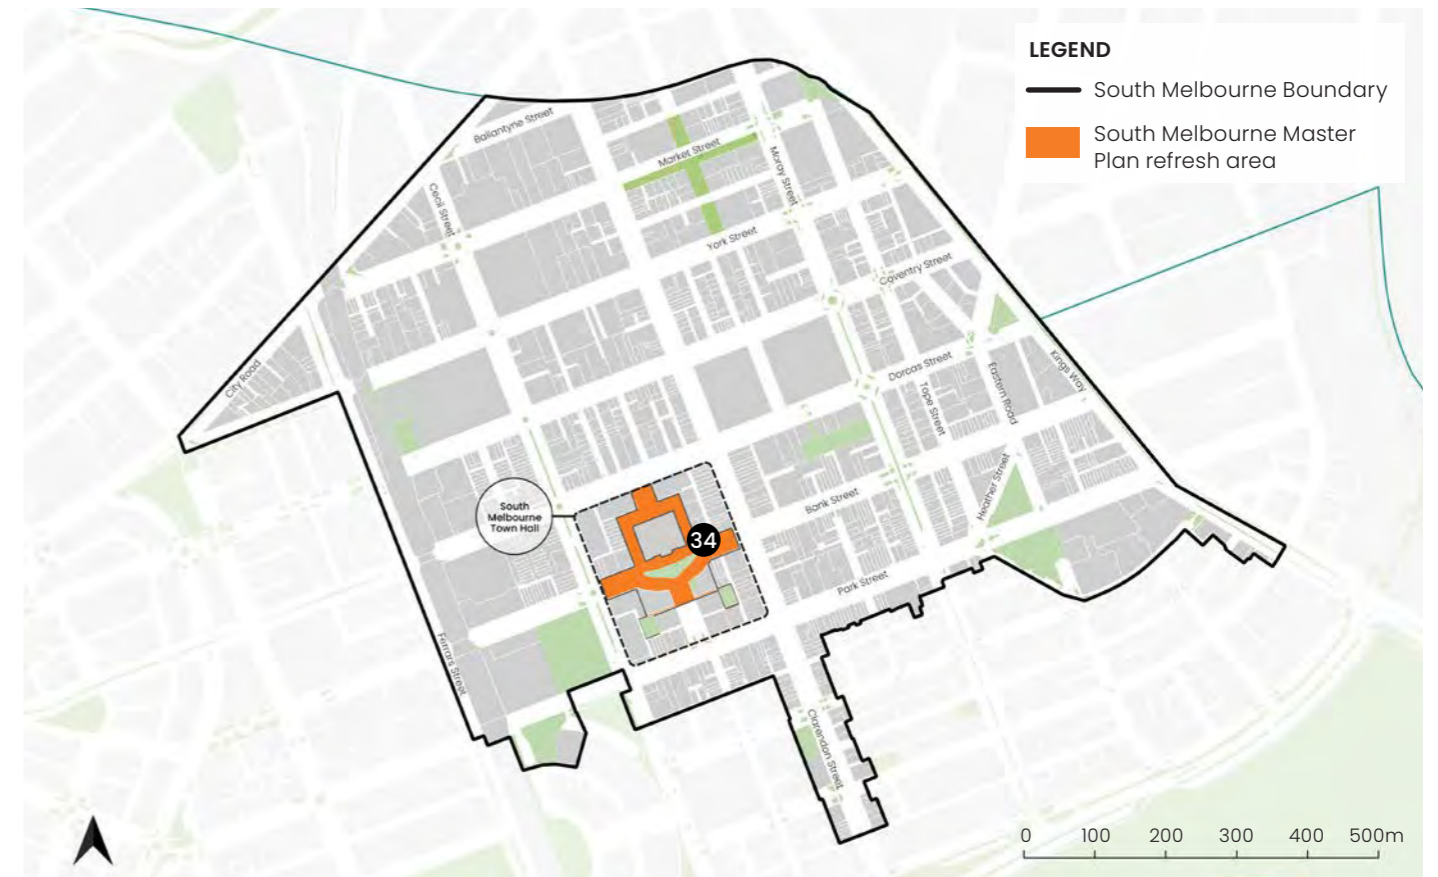 LEGEND
South Melbourne Boundary
South Melbourne Master
Plan refresh area
Ballantyne Street
Market Street
Moray Street
Cecil Street
York Street
Coventry Street
City Road
Dorcas Street
Tope Street
Eastern Road
Kings Way
Heather Street
Bank Street
South
Melbourne
Town Hall
34
Park Street
Ferrars Street
Clarendon Street
0 100 200 300 400 500m